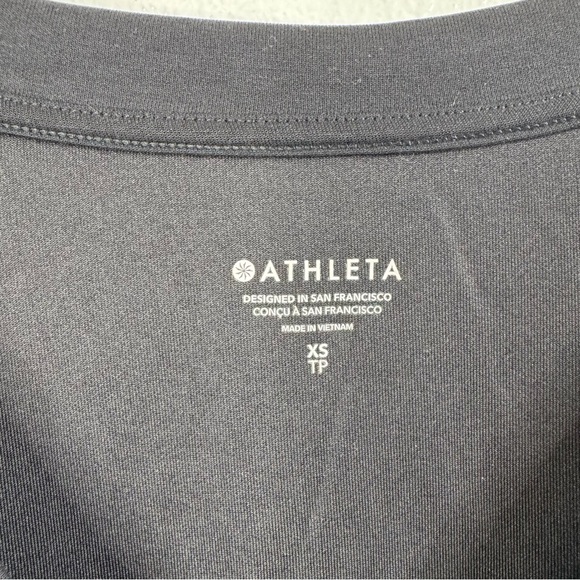 ATHLETA
DESIGNED IN SAN FRANCISCO
CONÇU À SAN FRANCISCO
MADE IN VIETNAM
XS
TP